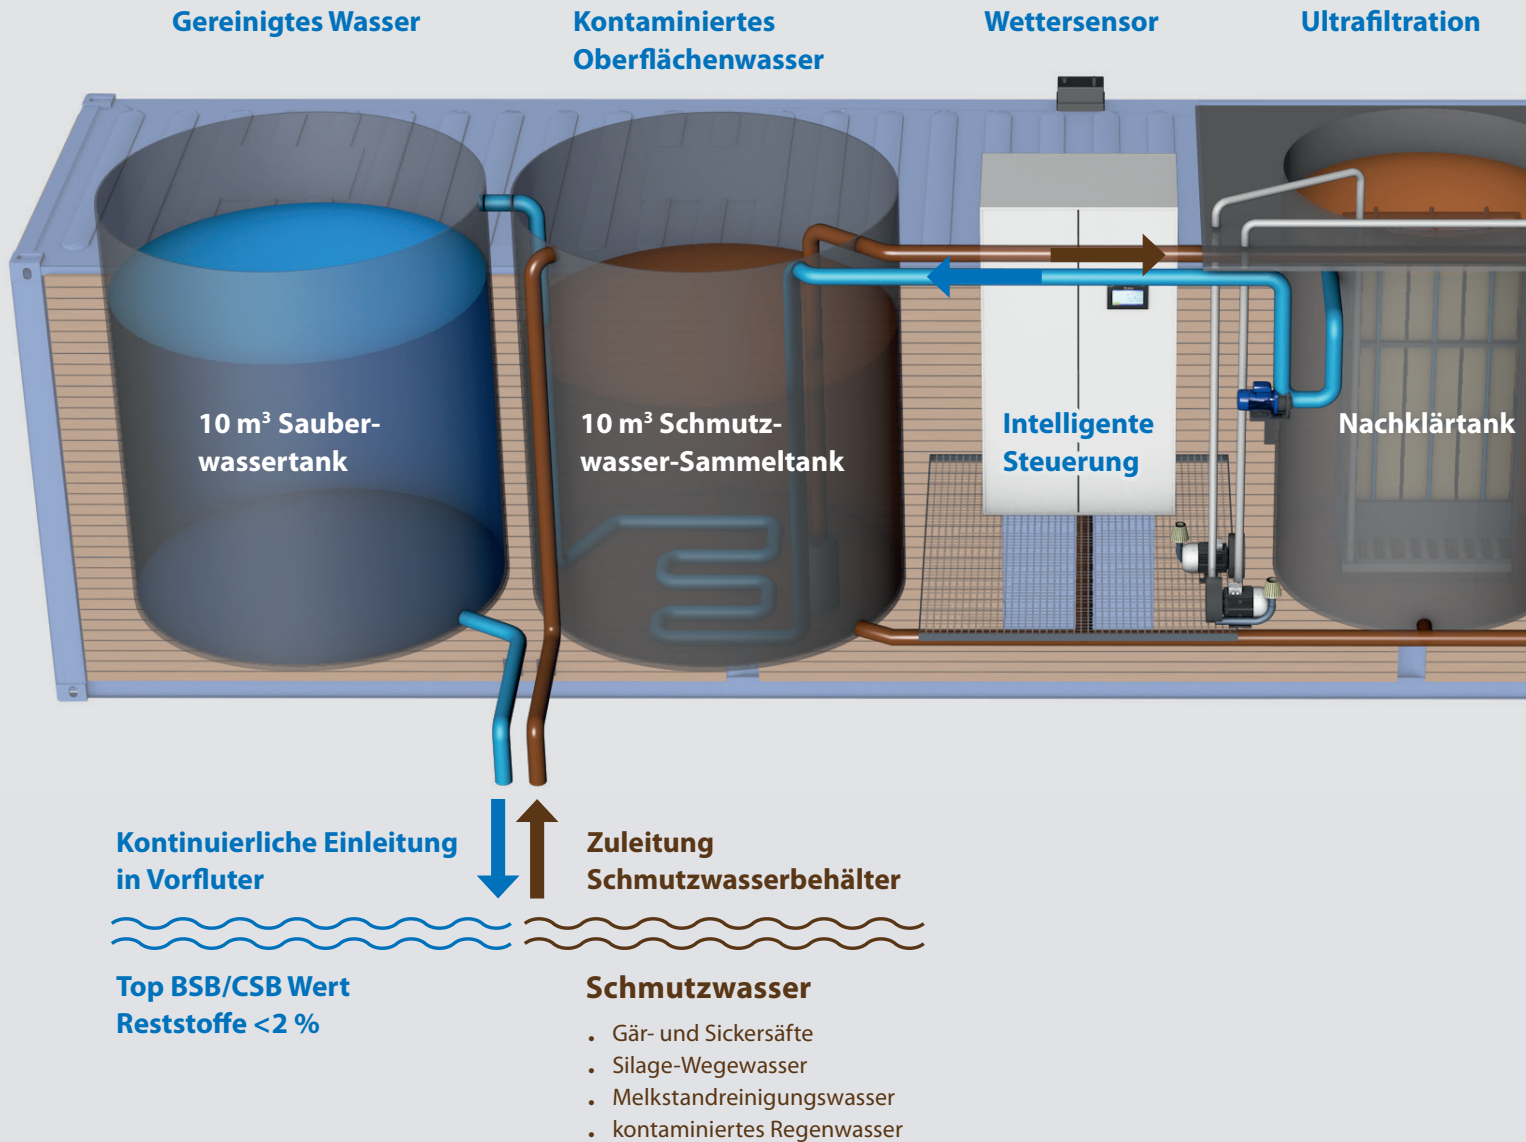 Gereinigtes Wasser
Kontaminiertes
Oberflächenwasser
Wettersensor
Ultrafiltration
10 m³ Sauber-
wassertank
10 m³ Schmutz-
wasser-Sammeltank
Intelligente
Steuerung
Nachklärtank
Kontinuierliche Einleitung
in Vorfluter
Zuleitung
Schmutzwasserbehälter
Top BSB/CSB Wert
Reststoffe <2 %
Schmutzwasser
. Gär- und Sickersäfte
. Silage-Wegewasser
. Melkstandreinigungswasser
. kontaminiertes Regenwasser